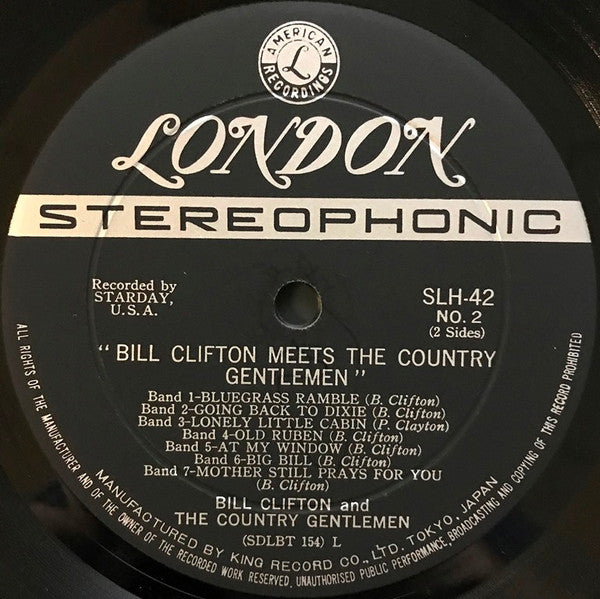 AMERICAN
L
RECORDINGS
LONDON
STEREOPHONIC
Recorded by
STARDAY,
U.S.A.
SLH-42
NO. 2
(2 Sides)
"BILL CLIFTON MEETS THE COUNTRY
GENTLEMEN"
Band 1-BLUEGRASS RAMBLE (B. Clifton)
Band 2-GOING BACK TO DIXIE (B. Clifton)
Band 3-LONELY LITTLE CABIN (P. Clayton)
Band 4-OLD RUBEN (B. Clifton)
Band 5-AT MY WINDOW (B. Clifton)
Band 6-BIG BILL (B. Clifton)
Band 7-MOTHER STILL PRAYS FOR YOU
(B. Clifton)
BILL CLIFTON and
THE COUNTRY GENTLEMEN
(SDLBT 154) L
MANUFACTURED BY KING RECORD CO., LTD. TOKYO, JAPAN
ALL RIGHTS OF THE MANUFACTURER AND OF THE OWNER OF THE RECORDED WORK RESERVED, UNAUTHORISED PUBLIC PERFORMANCE, BROADCASTING AND COPYING OF THIS RECORD PROHIBITED